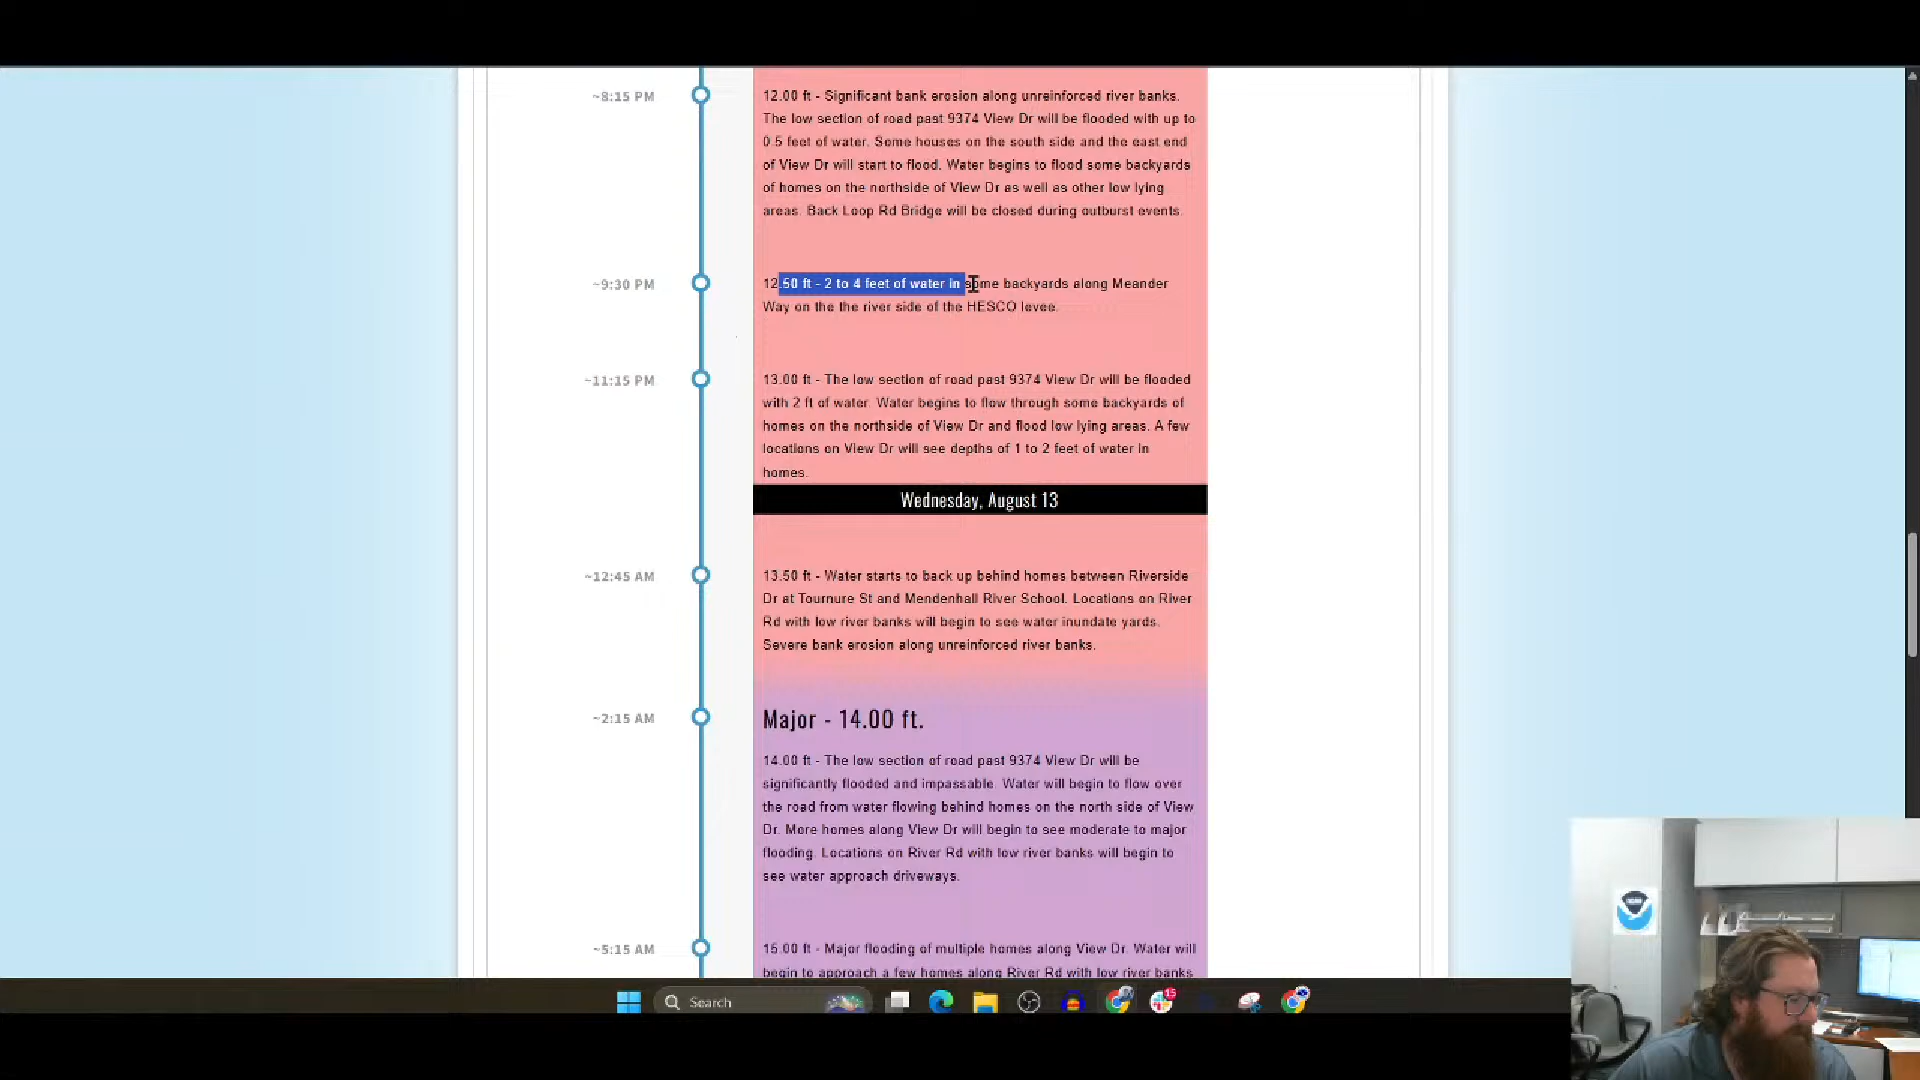 ~8:15 PM
12.00 ft - Significant bank erosion along unreinforced river banks.
The low section of road past 9374 View Dr will be flooded with up to
0.5 feet of water. Some houses on the south side and the east end
of View Dr will start to flood. Water begins to flood some backyards
of homes on the northside of View Dr as well as other low lying
areas. Back Loop Rd Bridge will be closed during outburst events.
~9:30 PM
12.50 ft - 2 to 4 feet of water in some backyards along Meander
Way on the the river side of the HESCO levee.
~11:15 PM
13.00 ft - The low section of road past 9374 View Dr will be flooded
with 2 ft of water. Water begins to flow through some backyards of
homes on the northside of View Dr and flood low lying areas. A few
locations on View Dr will see depths of 1 to 2 feet of water in
homes.
Wednesday, August 13
~12:45 AM
13.50 ft - Water starts to back up behind homes between Riverside
Dr at Tournure St and Mendenhall River School. Locations on River
Rd with low river banks will begin to see water inundate yards.
Severe bank erosion along unreinforced river banks.
~2:15 AM
Major - 14.00 ft.
14.00 ft - The low section of road past 9374 View Dr will be
significantly flooded and impassable. Water will begin to flow over
the road from water flowing behind homes on the north side of View
Dr. More homes along View Dr will begin to see moderate to major
flooding. Locations on River Rd with low river banks will begin to
see water approach driveways.
~5:15 AM
15.00 ft - Major flooding of multiple homes along View Dr. Water will
begin to approach a few homes along River Rd with low river banks
Search
15